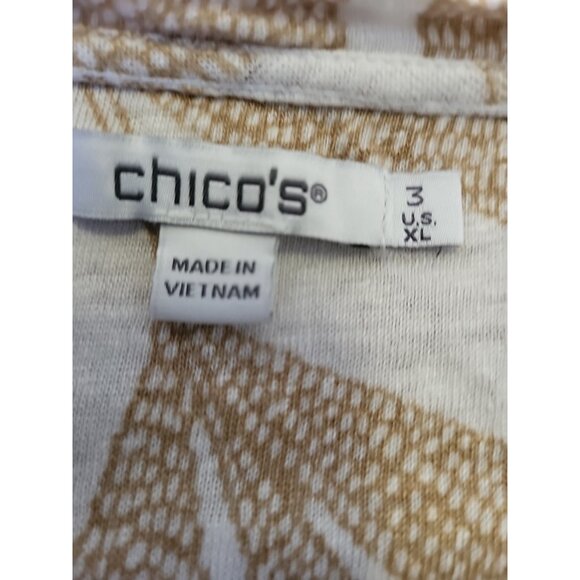 chico's®
3
U.S.
XL
MADE IN
VIETNAM